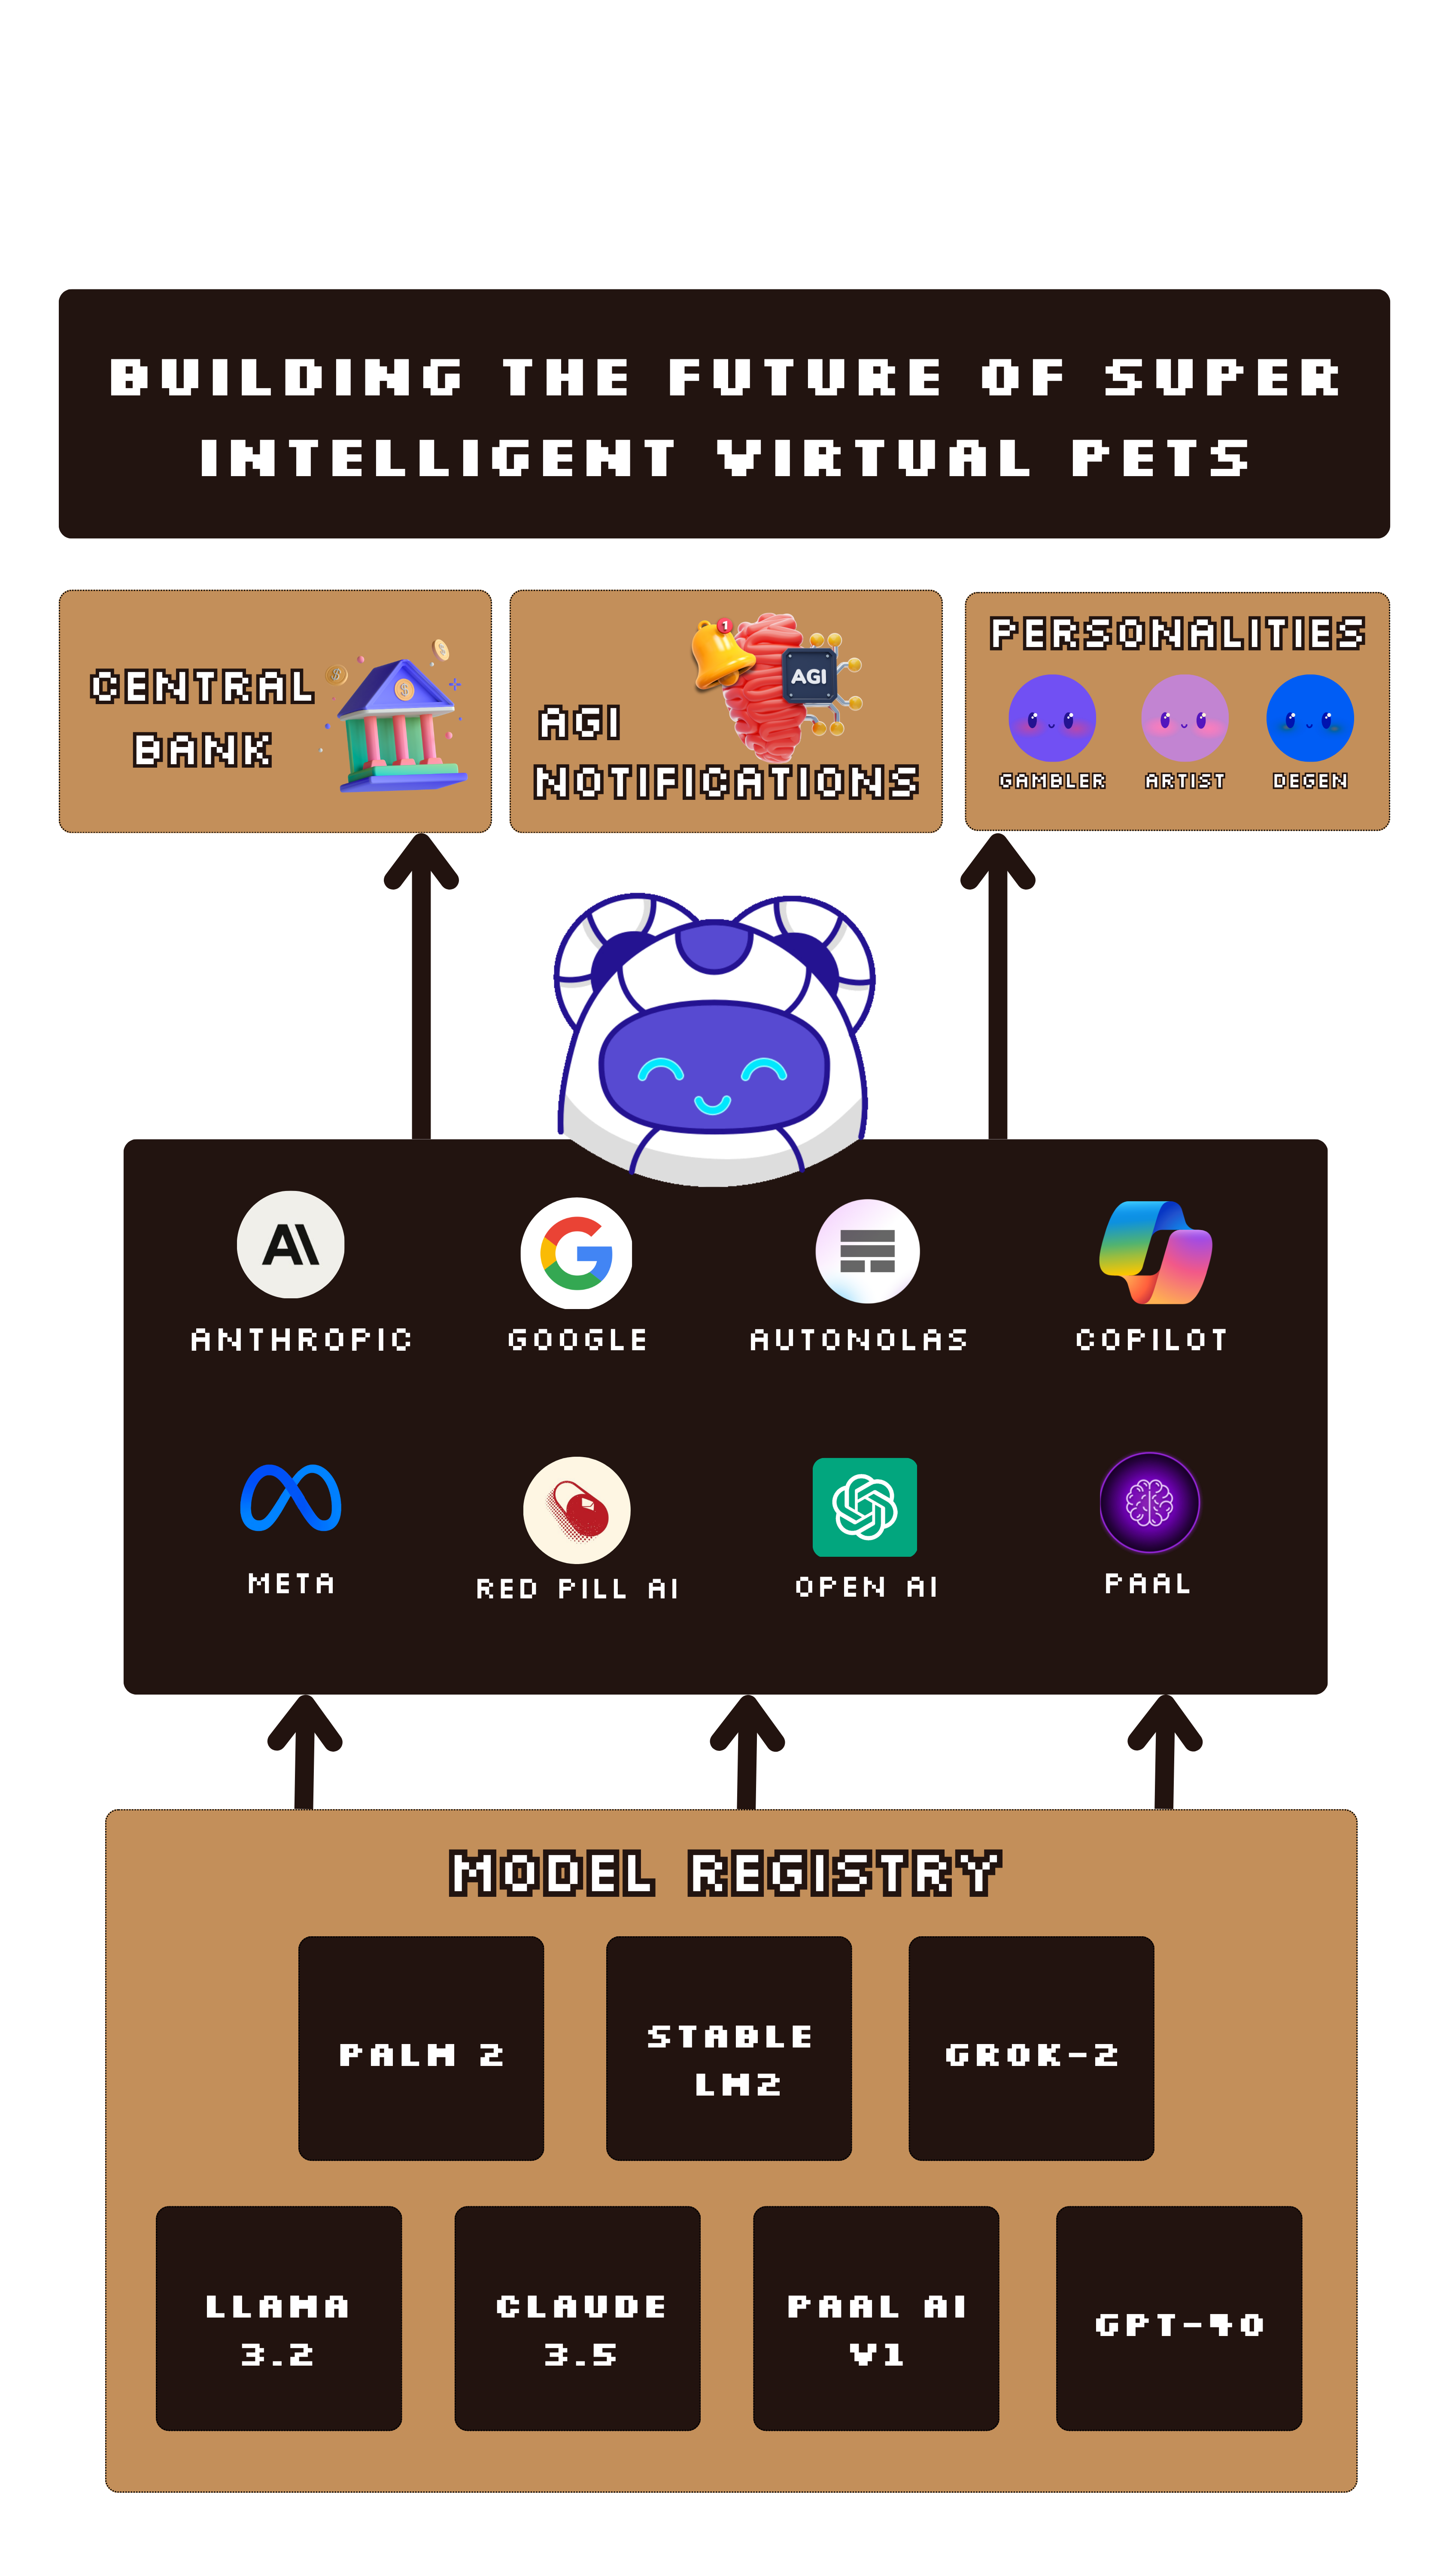 BUILDING THE FUTURE OF SUPER
INTELLIGENT VIRTUAL PETS
CENTRAL
BANK
1
AGI
AGI
NOTIFICATIONS
PERSONALITIES
GAMBLER ARTIST DEGEN
ANTHROPIC GOOGLE AUTONOLAS COPILOT
META RED PILL AI OPEN AI PAAL
MODEL REGISTRY
PALM 2
STABLE
LM2
GROK-2
LLAMA
3.2
CLAUDE
3.5
PAAL AI
V1
GPT-4O